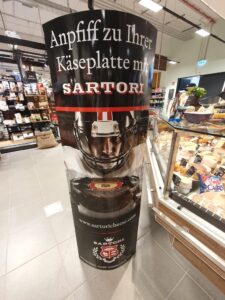 Anpfiff zu Ihrer
Käseplatte mit
SARTORI
www.sartoricheese.com
SARTORI